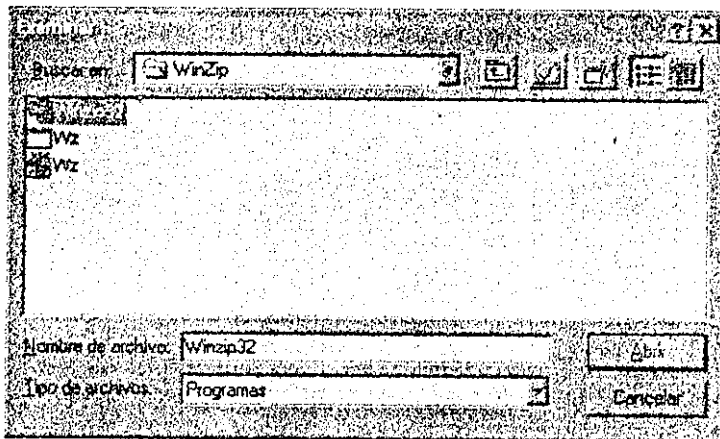 Buscar en: WinZip
Wz
Wz
Nombre de archivo: Winzip32
Abrir
Tipo de archivos: Programas
Cancelar